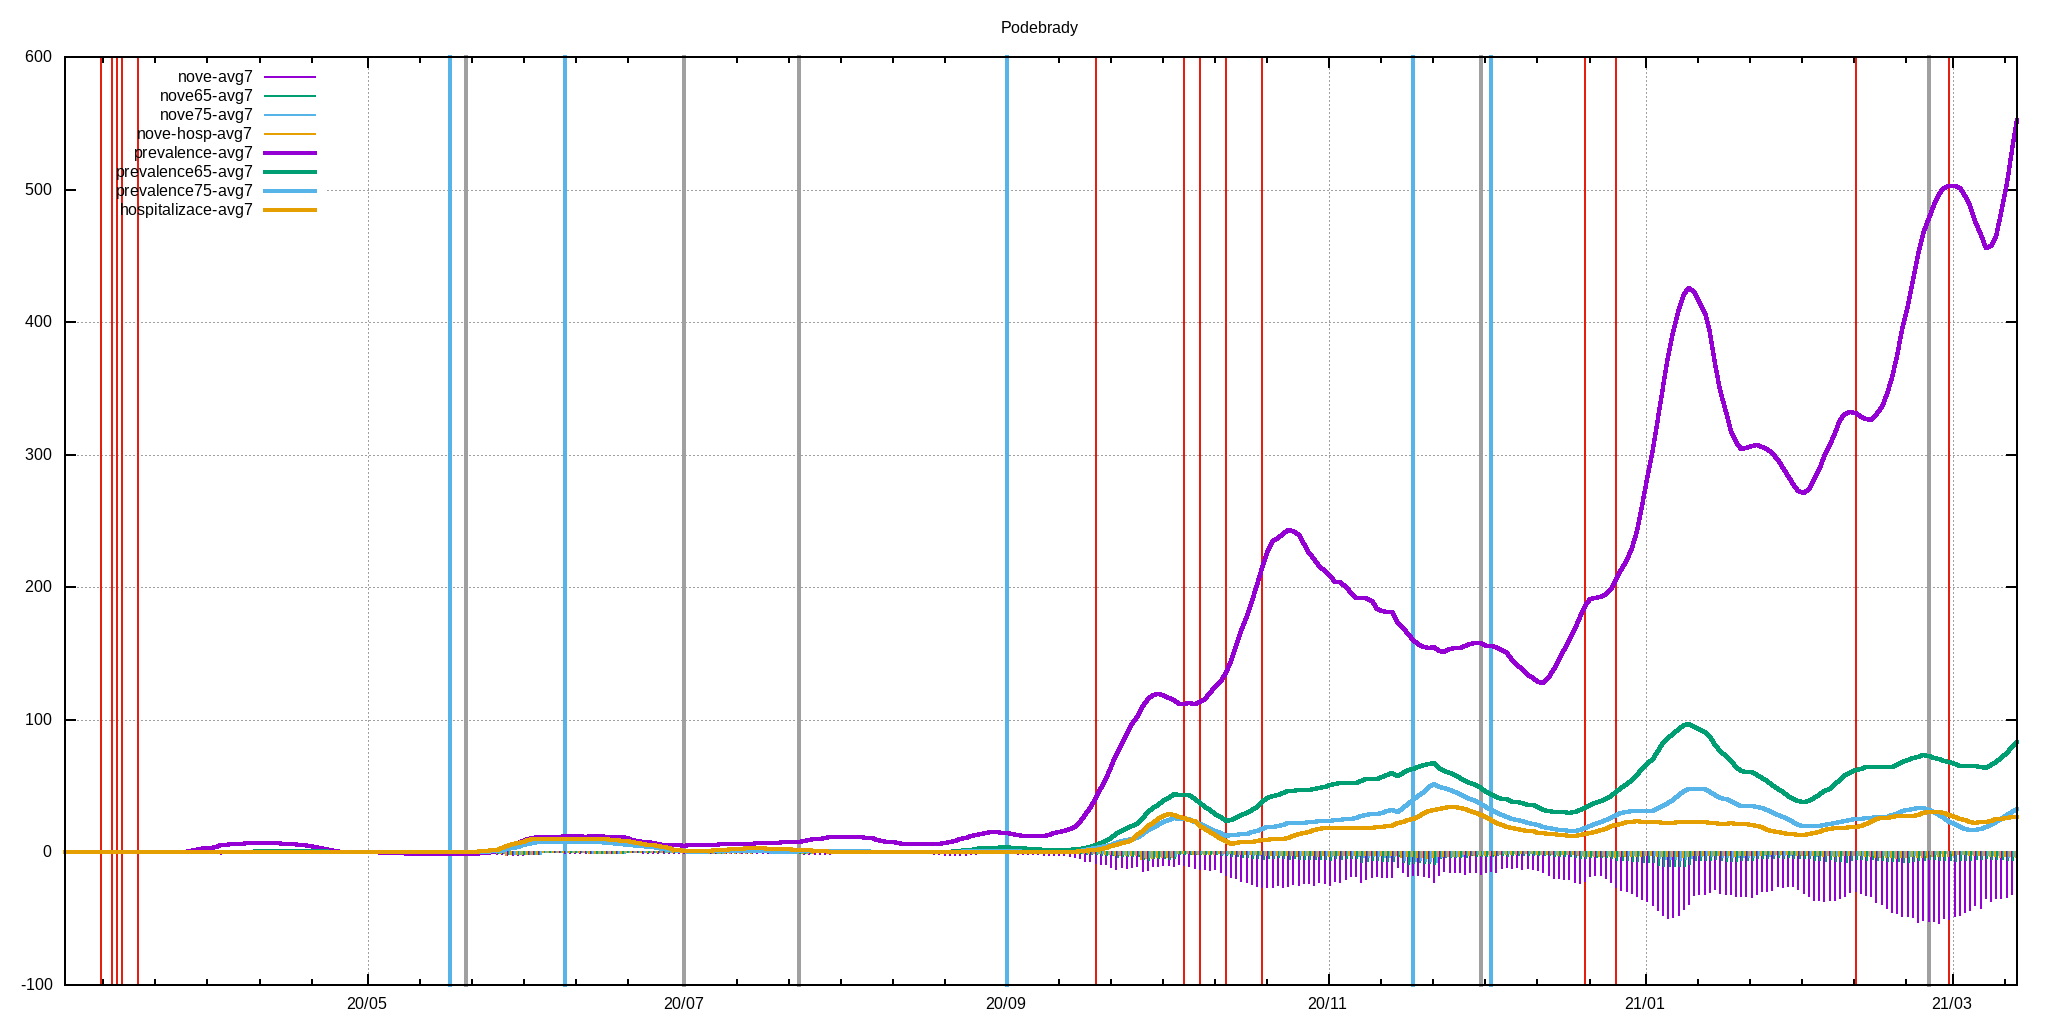 Podebrady
600
500
400
300
200
100
0
-100
nove-avg7
nove65-avg7
nove75-avg7
nove-hosp-avg7
prevalence-avg7
prevalence65-avg7
prevalence75-avg7
hospitalizace-avg7
20/05
20/07
20/09
20/11
21/01
21/03